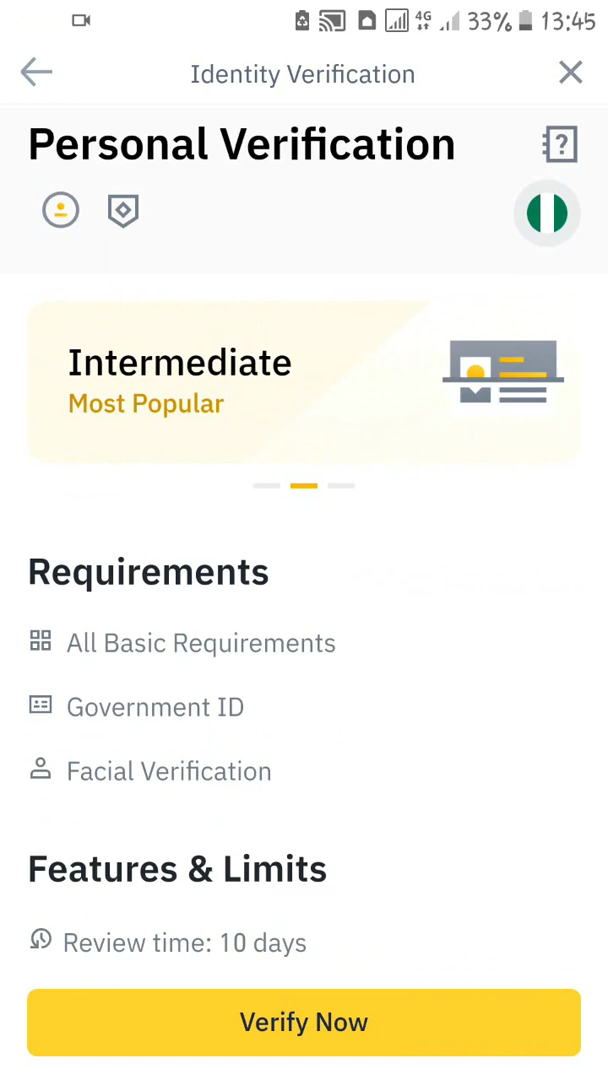 4G 33% 13:45
Identity Verification
Personal Verification
Intermediate
Most Popular
Requirements
All Basic Requirements
Government ID
Facial Verification
Features & Limits
Review time: 10 days
Verify Now